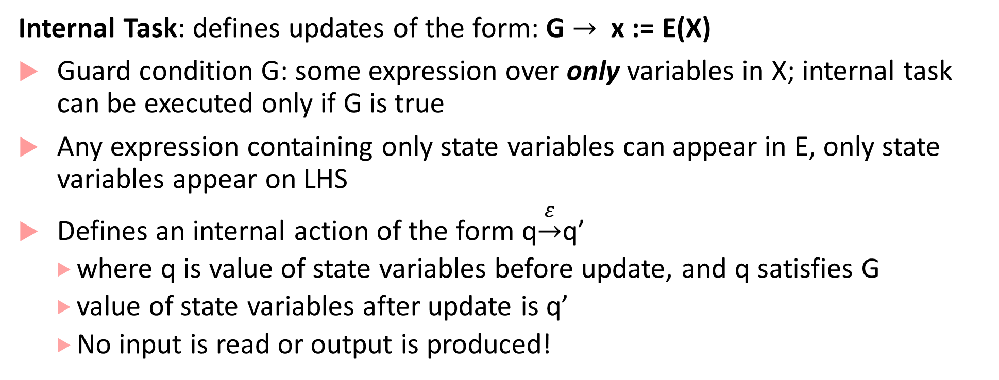 Internal Task: defines updates of the form: G → x := E(X)
Guard condition G: some expression over only variables in X; internal task
can be executed only if G is true
Any expression containing only state variables can appear in E, only state
variables appear on LHS
Defines an internal action of the form q –ε→ q’
where q is value of state variables before update, and q satisfies G
value of state variables after update is q’
No input is read or output is produced!